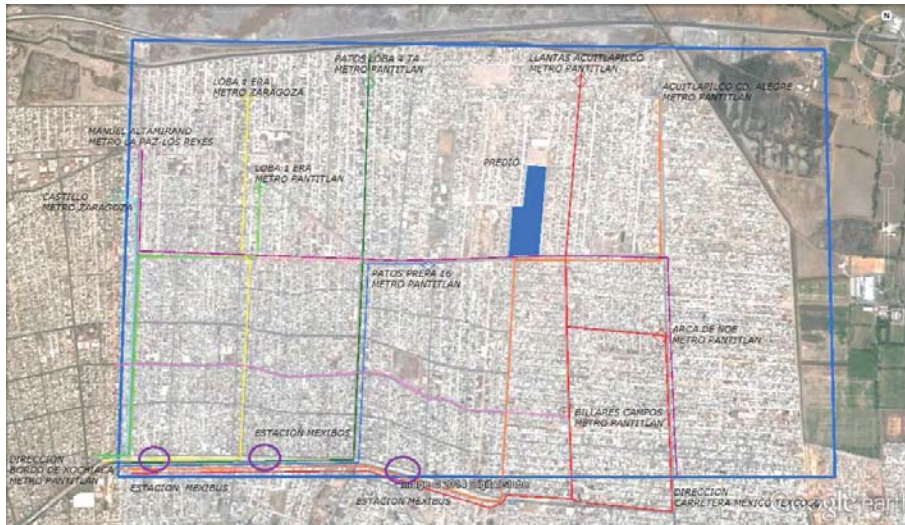 N
PATOS LOBA 4 TA
METRO PANTITLAN
LLANTAS ACUITLAPILCO
METRO PANTITLAN
LOBA 1 ERA
METRO ZARAGOZA
ACUITLAPILCO CD. ALEGRE
METRO PANTITLAN
MANUEL ALTAMIRANO
METRO LA PAZ-LOS REYES
PREDIO
LOBA 1 ERA
METRO PANTITLAN
CASTILLO
METRO ZARAGOZA
PATOS PREPA 16
METRO PANTITLAN
ARCA DE NOE
METRO PANTITLAN
BILLARES CAMPOS
METRO PANTITLAN
ESTACION MEXIBUS
DIRECCION
BORDO DE XOCHIACA
METRO PANTITLAN
ESTACION MEXIBUS
ESTACION MEXIBUS
DIRECCION
CARRETERA MEXICO TEXCOCO